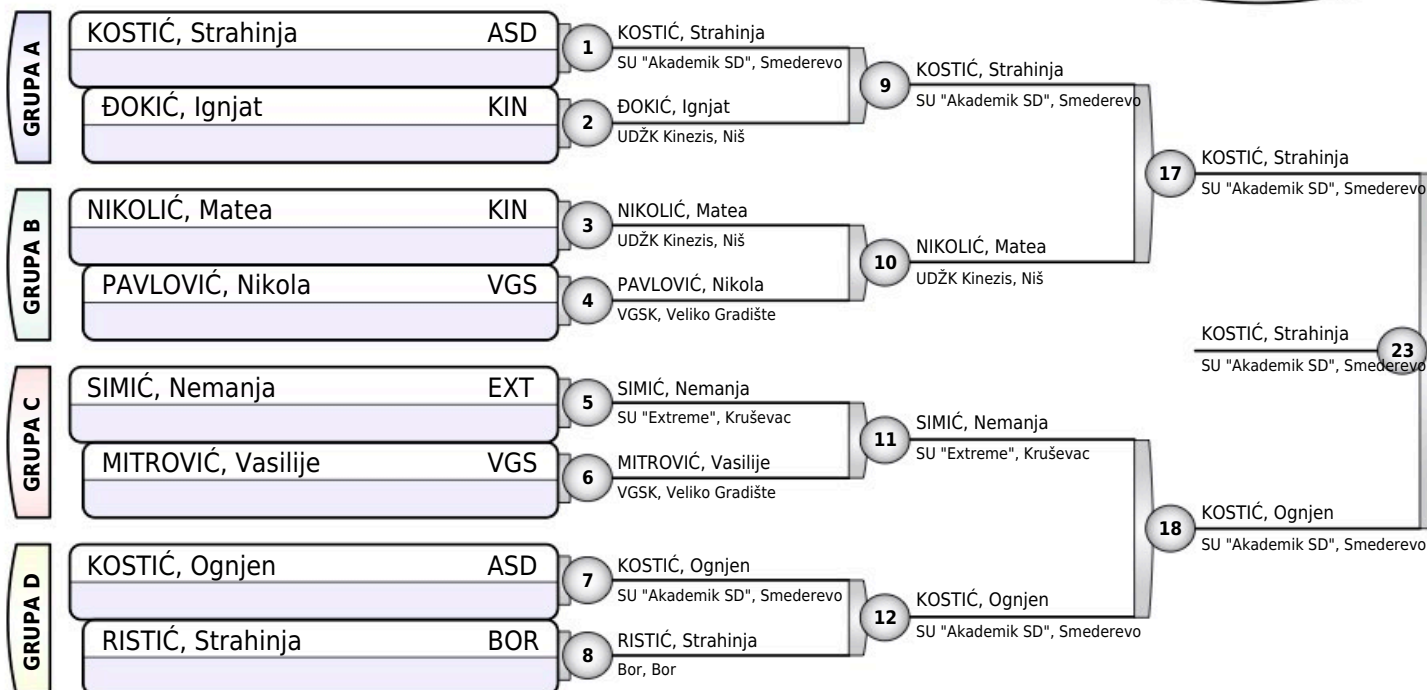 GRUPA A
KOSTIĆ, Strahinja ASD
ĐOKIĆ, Ignjat KIN
GRUPA B
NIKOLIĆ, Matea KIN
PAVLOVIĆ, Nikola VGS
GRUPA C
SIMIĆ, Nemanja EXT
MITROVIĆ, Vasilije VGS
GRUPA D
KOSTIĆ, Ognjen ASD
RISTIĆ, Strahinja BOR
1
KOSTIĆ, Strahinja
SU "Akademik SD", Smederevo
2
ĐOKIĆ, Ignjat
UDŽK Kinezis, Niš
3
NIKOLIĆ, Matea
UDŽK Kinezis, Niš
4
PAVLOVIĆ, Nikola
VGSK, Veliko Gradište
5
SIMIĆ, Nemanja
SU "Extreme", Kruševac
6
MITROVIĆ, Vasilije
VGSK, Veliko Gradište
7
KOSTIĆ, Ognjen
SU "Akademik SD", Smederevo
8
RISTIĆ, Strahinja
Bor, Bor
9
KOSTIĆ, Strahinja
SU "Akademik SD", Smederevo
10
NIKOLIĆ, Matea
UDŽK Kinezis, Niš
11
SIMIĆ, Nemanja
SU "Extreme", Kruševac
12
KOSTIĆ, Ognjen
SU "Akademik SD", Smederevo
17
KOSTIĆ, Strahinja
SU "Akademik SD", Smederevo
18
KOSTIĆ, Ognjen
SU "Akademik SD", Smederevo
KOSTIĆ, Strahinja
SU "Akademik SD", Smederevo
23